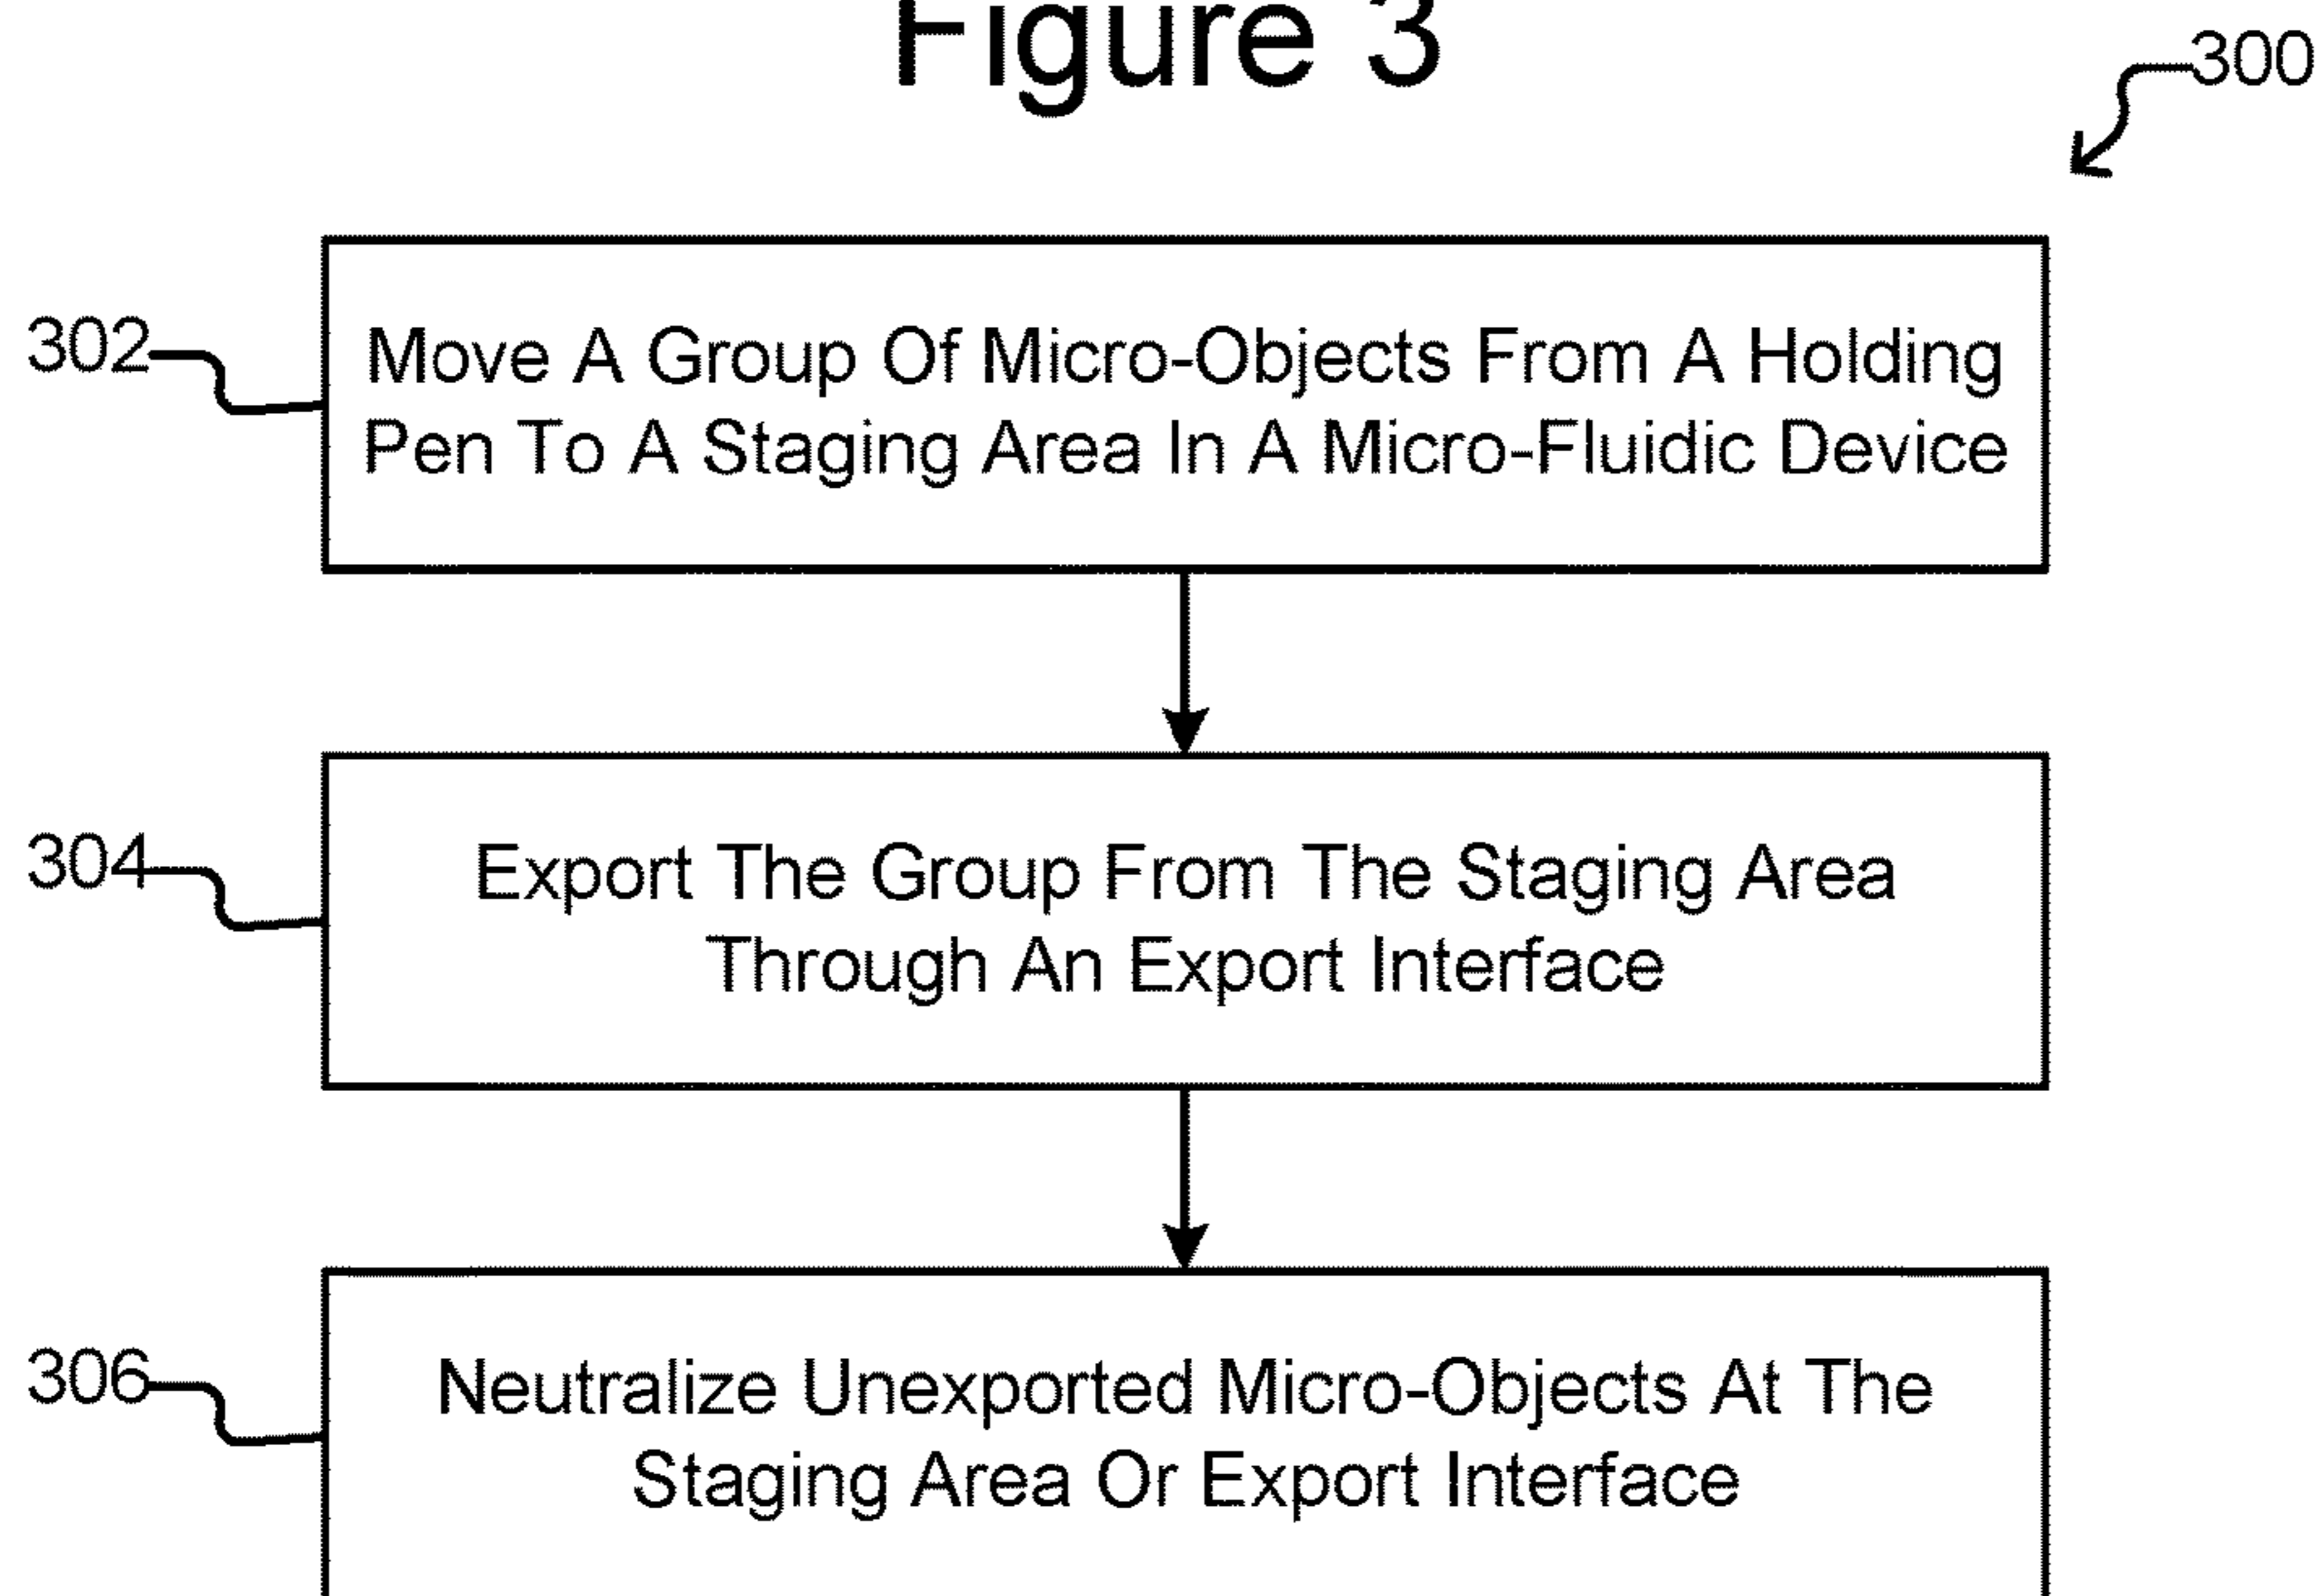 Figure 3
300
302
Move A Group Of Micro-Objects From A Holding
Pen To A Staging Area In A Micro-Fluidic Device
304
Export The Group From The Staging Area
Through An Export Interface
306
Neutralize Unexported Micro-Objects At The
Staging Area Or Export Interface